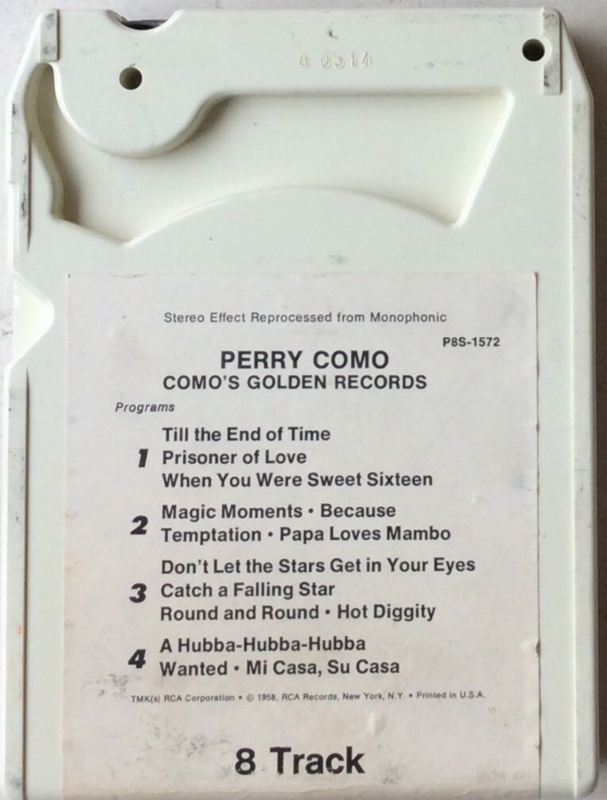 Stereo Effect Reprocessed from Monophonic
P8S-1572
PERRY COMO
COMO'S GOLDEN RECORDS
Programs
Till the End of Time
1 Prisoner of Love
When You Were Sweet Sixteen
2 Magic Moments • Because
Temptation • Papa Loves Mambo
Don't Let the Stars Get in Your Eyes
3 Catch a Falling Star
Round and Round • Hot Diggity
4 A Hubba-Hubba-Hubba
Wanted • Mi Casa, Su Casa
TMK(s) RCA Corporation • © 1958, RCA Records, New York, N.Y. • Printed in U.S.A.
8 Track